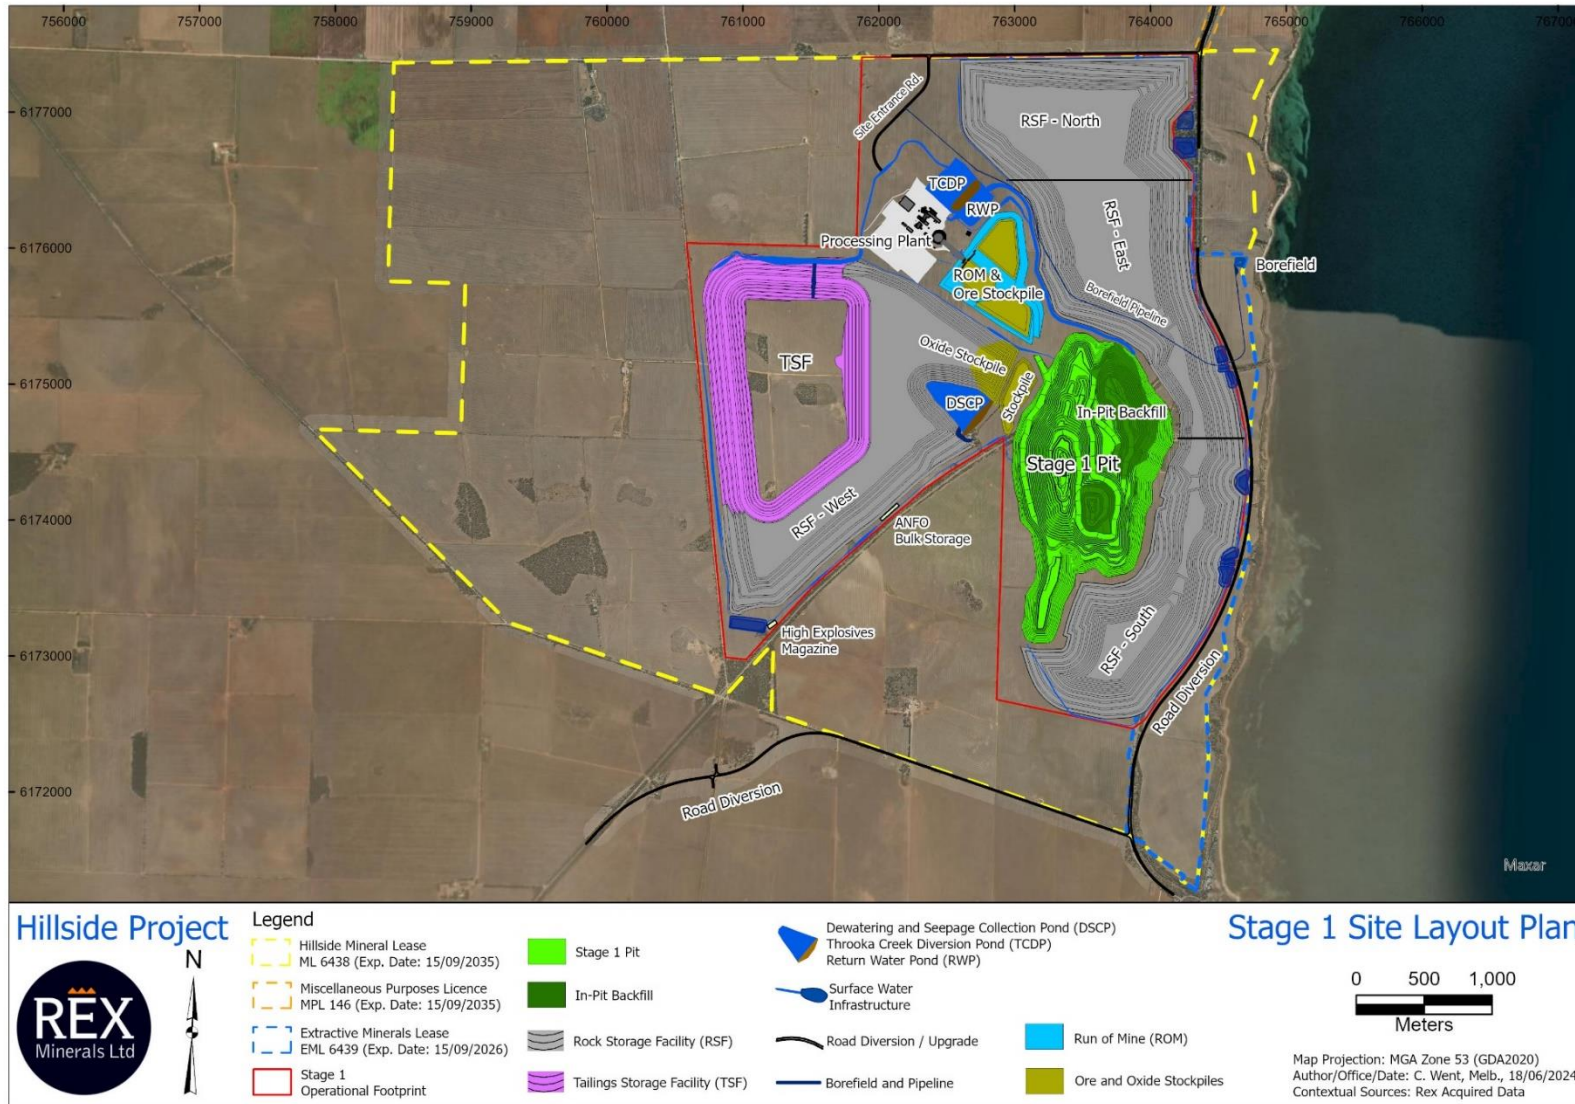 756000 757000 758000 759000 760000 761000 762000 763000 764000 765000 766000 767000
6177000
6176000
6175000
6174000
6173000
6172000
Site Entrance Rd.
RSF - North
TCDP
RWP
RSF - East
Processing Plant
ROM &
Ore Stockpile
Borefield
Borefield Pipeline
TSF
Oxide Stockpile
DSCP
Stockpile
In-Pit Backfill
Stage 1 Pit
RSF - West
ANFO
Bulk Storage
High Explosives
Magazine
RSF - South
Road Diversion
Road Diversion
Maxar
Hillside Project
N
REX
Minerals Ltd
Legend
Hillside Mineral Lease
ML 6438 (Exp. Date: 15/09/2035)
Miscellaneous Purposes Licence
MPL 146 (Exp. Date: 15/09/2035)
Extractive Minerals Lease
EML 6439 (Exp. Date: 15/09/2026)
Stage 1
Operational Footprint
Stage 1 Pit
In-Pit Backfill
Rock Storage Facility (RSF)
Tailings Storage Facility (TSF)
Dewatering and Seepage Collection Pond (DSCP)
Throoka Creek Diversion Pond (TCDP)
Return Water Pond (RWP)
Surface Water
Infrastructure
Road Diversion / Upgrade
Borefield and Pipeline
Run of Mine (ROM)
Ore and Oxide Stockpiles
Stage 1 Site Layout Plan
0 500 1,000
Meters
Map Projection: MGA Zone 53 (GDA2020)
Author/Office/Date: C. Went, Melb., 18/06/2024
Contextual Sources: Rex Acquired Data